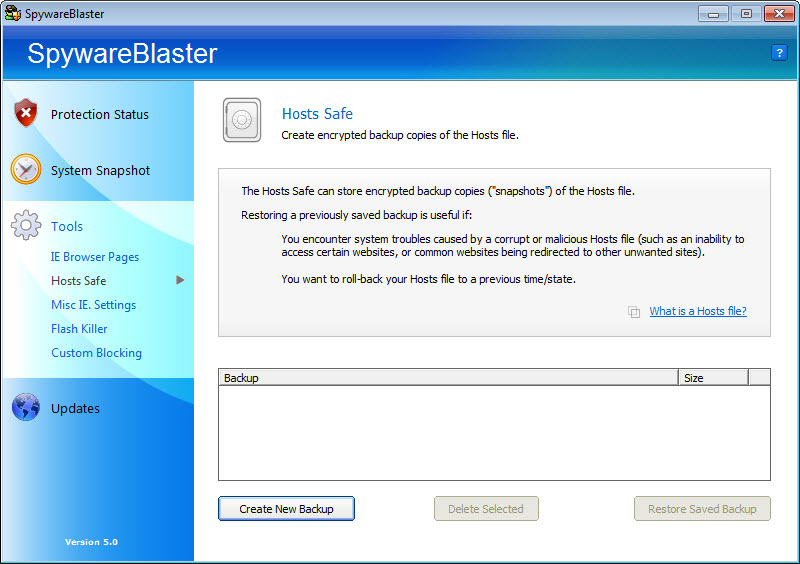 SpywareBlaster
SpywareBlaster
?
Protection Status
System Snapshot
Tools
IE Browser Pages
Hosts Safe
Misc IE. Settings
Flash Killer
Custom Blocking
Updates
Version 5.0
Hosts Safe
Create encrypted backup copies of the Hosts file.
The Hosts Safe can store encrypted backup copies ("snapshots") of the Hosts file.
Restoring a previously saved backup is useful if:
You encounter system troubles caused by a corrupt or malicious Hosts file (such as an inability to
access certain websites, or common websites being redirected to other unwanted sites).
You want to roll-back your Hosts file to a previous time/state.
What is a Hosts file?
Backup Size
Create New Backup Delete Selected Restore Saved Backup